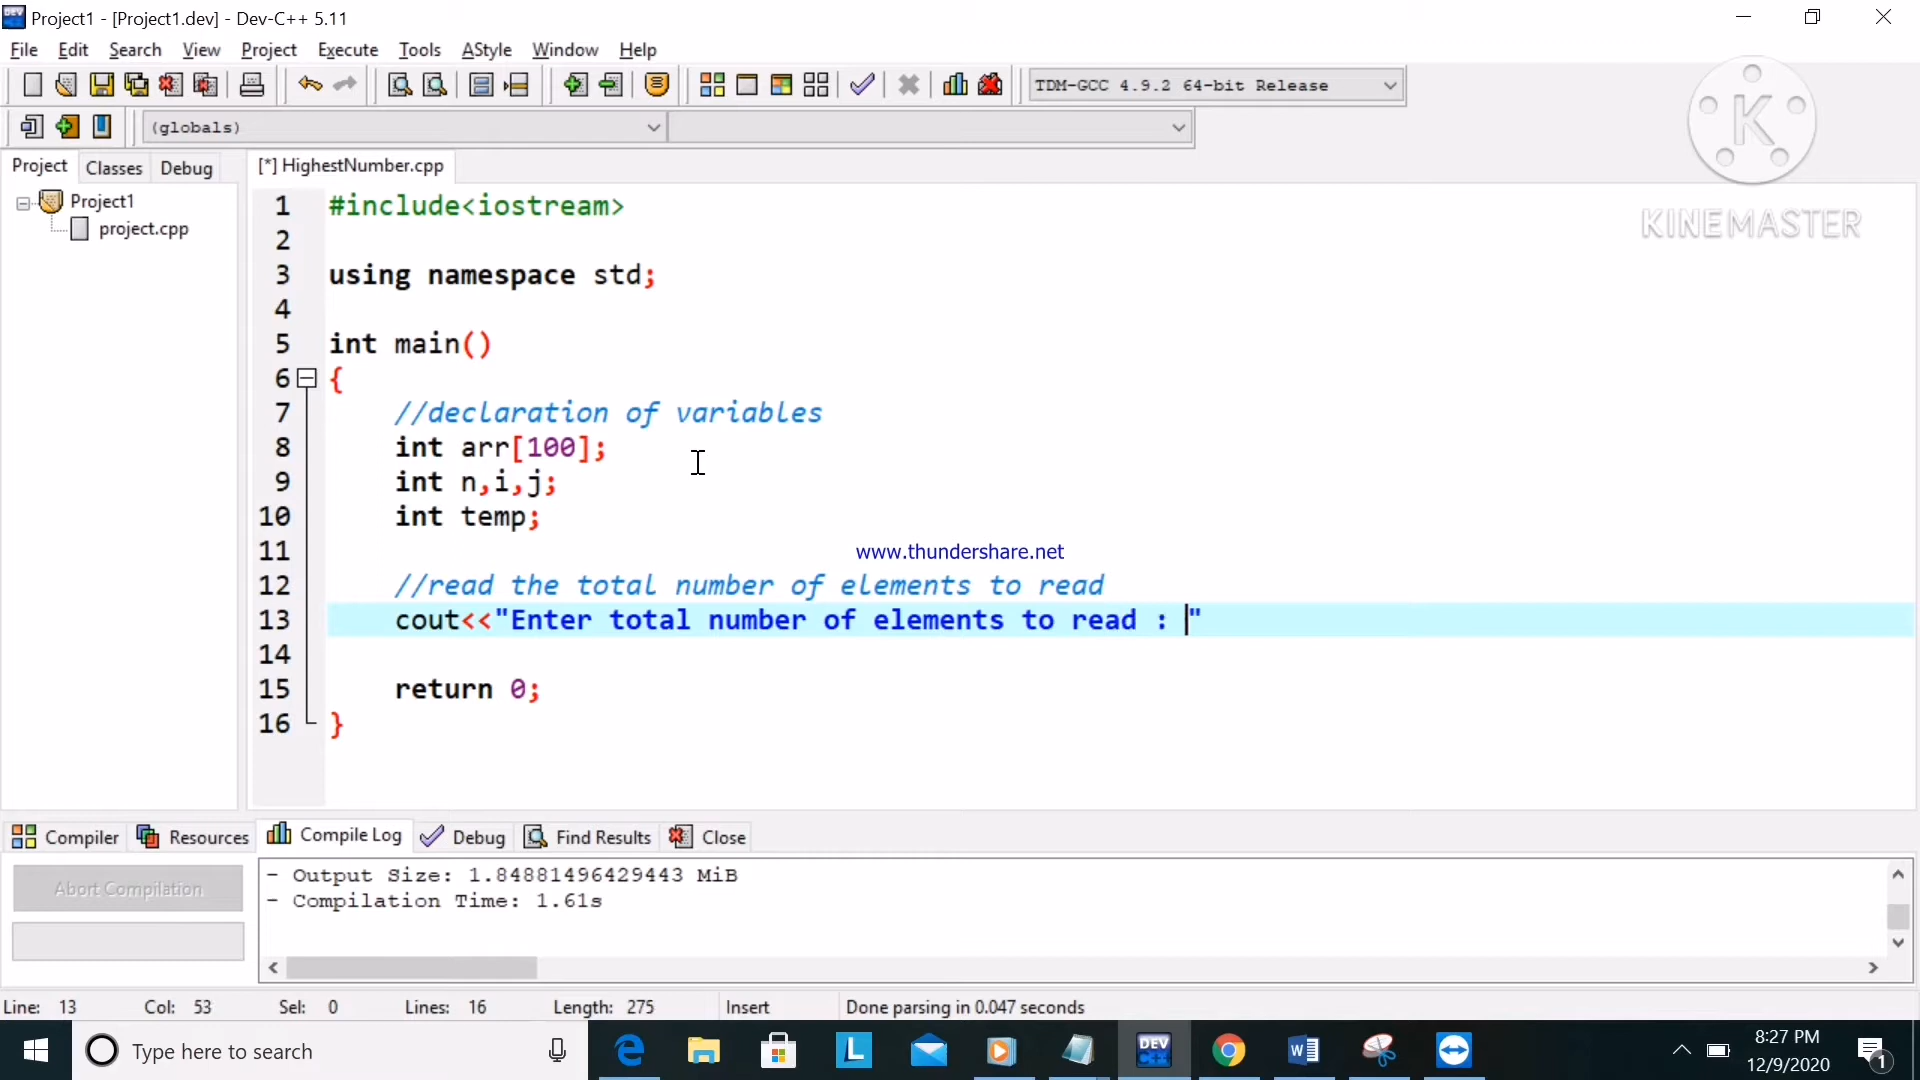 Project1 - [Project1.dev] - Dev-C++ 5.11
File Edit Search View Project Execute Tools AStyle Window Help
TDM-GCC 4.9.2 64-bit Release
(globals)
Project Classes Debug
[*] HighestNumber.cpp
Project1
project.cpp
K
KINEMASTER
1 #include<iostream>
2
3 using namespace std;
4
5 int main()
6 {
7 //declaration of variables
8 int arr[100];
9 int n,i,j;
10 int temp;
11
www.thundershare.net
12 //read the total number of elements to read
13 cout<<"Enter total number of elements to read : "
14
15 return 0;
16 }
Compiler Resources Compile Log Debug Find Results Close
Abort Compilation
- Output Size: 1.84881496429443 MiB
- Compilation Time: 1.61s
Line: 13 Col: 53 Sel: 0 Lines: 16 Length: 275 Insert Done parsing in 0.047 seconds
Type here to search
L
DEV C++
W
8:27 PM
12/9/2020
1